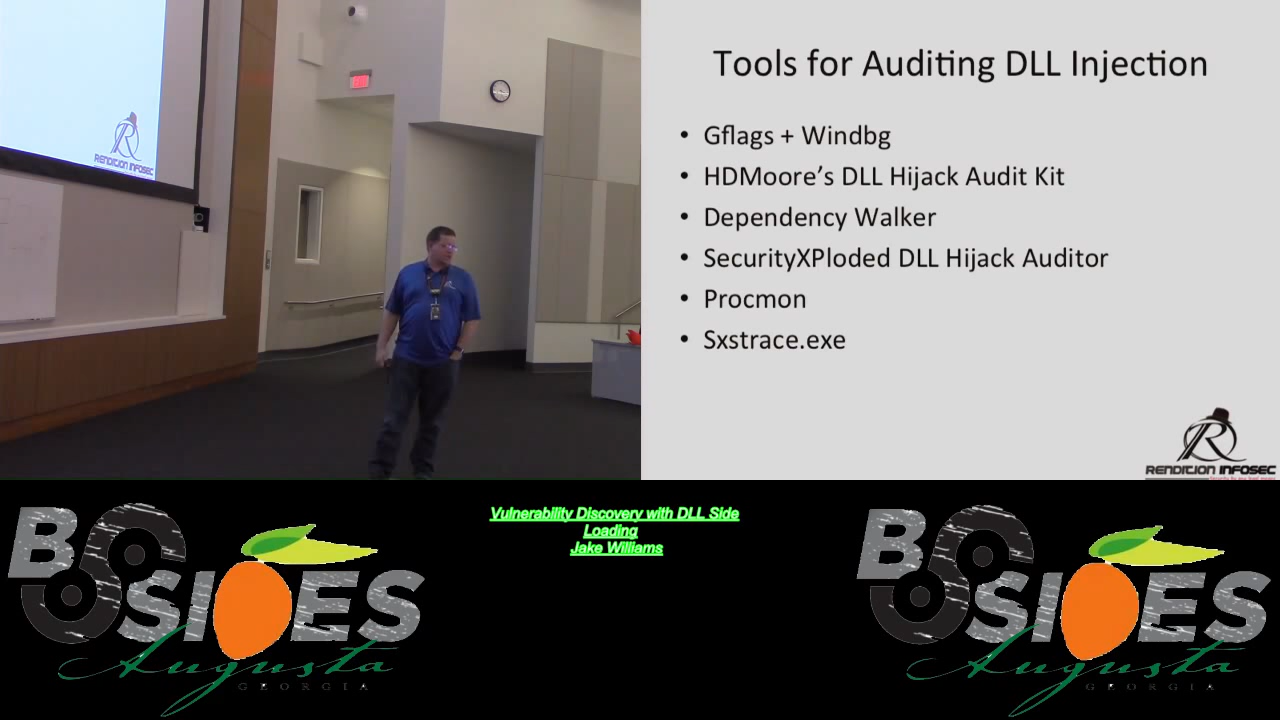 RENDITION INFOSEC
Tools for Auditing DLL Injection
• Gflags + Windbg
• HDMoore's DLL Hijack Audit Kit
• Dependency Walker
• SecurityXPloded DLL Hijack Auditor
• Procmon
• Sxstrace.exe
R
RENDITION INFOSEC
Vulnerability Discovery with DLL Side
Loading
Jake Williams
BSIDES
Augusta
GEORGIA
BSIDES
Augusta
GEORGIA